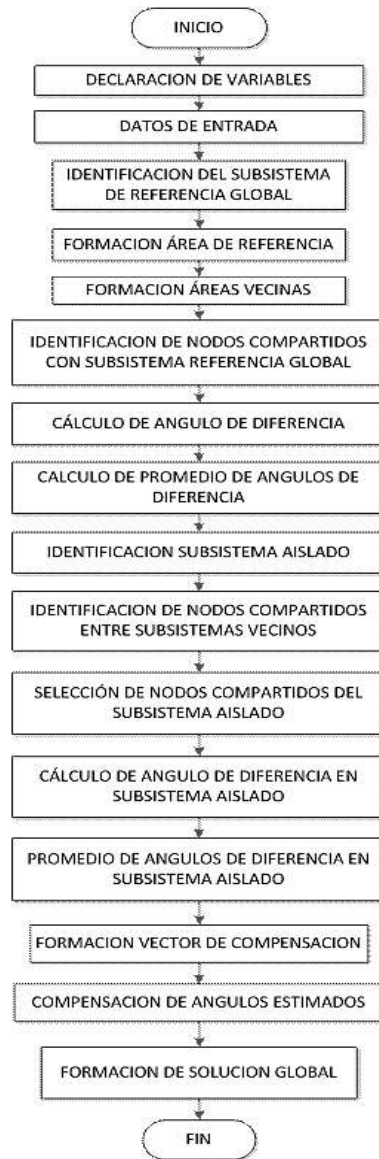 INICIO
DECLARACION DE VARIABLES
DATOS DE ENTRADA
IDENTIFICACION DEL SUBSISTEMA
DE REFERENCIA GLOBAL
FORMACION ÁREA DE REFERENCIA
FORMACION ÁREAS VECINAS
IDENTIFICACION DE NODOS COMPARTIDOS
CON SUBSISTEMA REFERENCIA GLOBAL
CÁLCULO DE ANGULO DE DIFERENCIA
CALCULO DE PROMEDIO DE ANGULOS DE
DIFERENCIA
IDENTIFICACION SUBSISTEMA AISLADO
IDENTIFICACION DE NODOS COMPARTIDOS
ENTRE SUBSISTEMAS VECINOS
SELECCIÓN DE NODOS COMPARTIDOS DEL
SUBSISTEMA AISLADO
CÁLCULO DE ANGULO DE DIFERENCIA EN
SUBSISTEMA AISLADO
PROMEDIO DE ANGULOS DE DIFERENCIA EN
SUBSISTEMA AISLADO
FORMACION VECTOR DE COMPENSACION
COMPENSACION DE ANGULOS ESTIMADOS
FORMACION DE SOLUCION GLOBAL
FIN